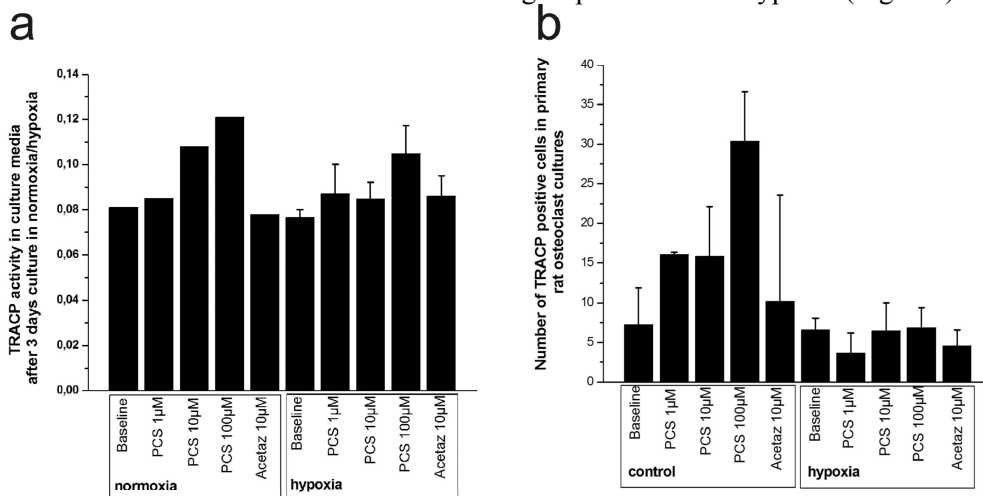 a
TRACP activity in culture media
after 3 days culture in normoxia/hypoxia
0,14
0,12
0,10
0,08
0,06
0,04
0,02
0,00
Baseline
PCS 1µM
PCS 10µM
PCS 100µM
Acetaz 10µM
Baseline
PCS 1µM
PCS 10µM
PCS 100µM
Acetaz 10µM
normoxia
hypoxia
b
Number of TRACP positive cells in primary
rat osteoclast cultures
40
35
30
25
20
15
10
5
0
Baseline
PCS 1µM
PCS 10µM
PCS 100µM
Acetaz 10µM
Baseline
PCS 1µM
PCS 10µM
PCS 100µM
Acetaz 10µM
control
hypoxia